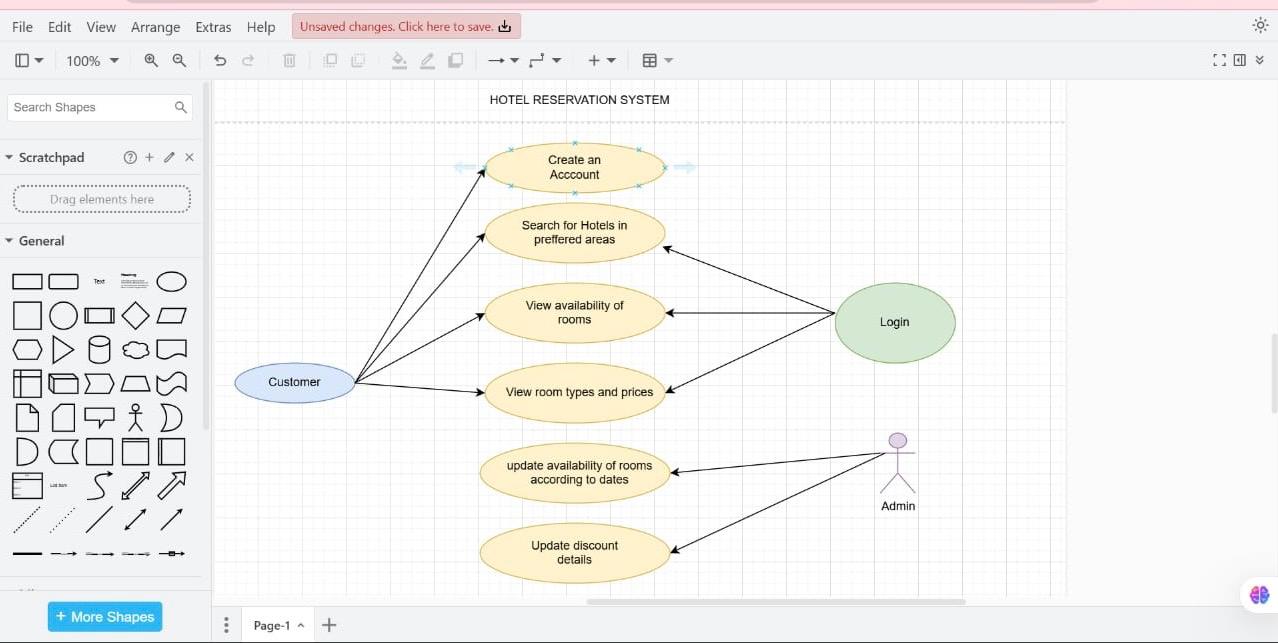 File Edit View Arrange Extras Help Unsaved changes. Click here to save.
100%
Search Shapes
Scratchpad
Drag elements here
General
Text
Heading
List Item
+ More Shapes
HOTEL RESERVATION SYSTEM
Create an
Acccount
Search for Hotels in
preffered areas
View availability of
rooms
Login
Customer
View room types and prices
update availability of rooms
according to dates
Admin
Update discount
details
Page-1